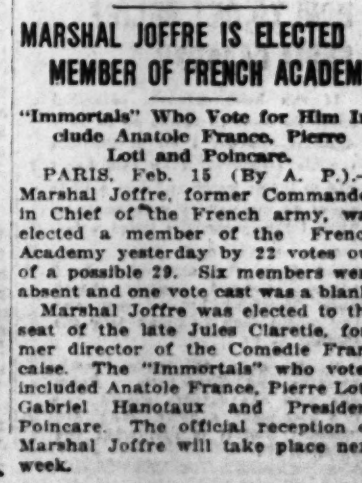 MARSHAL JOFFRE IS ELECTED
MEMBER OF FRENCH ACADEM
"Immortals" Who Vote for Him In
clude Anatole France, Pierre
Loti and Poincare.
PARIS, Feb. 15 (By A. P.).—
Marshal Joffre, former Commande
in Chief of the French army, wa
elected a member of the Frenc
Academy yesterday by 22 votes ou
of a possible 29. Six members wer
absent and one vote cast was a blank
Marshal Joffre was elected to th
seat of the late Jules Claretie, for
mer director of the Comedie Fran
caise. The "Immortals" who vote
included Anatole France, Pierre Lot
Gabriel Hanotaux and Presiden
Poincare. The official reception o
Marshal Joffre will take place nex
week.